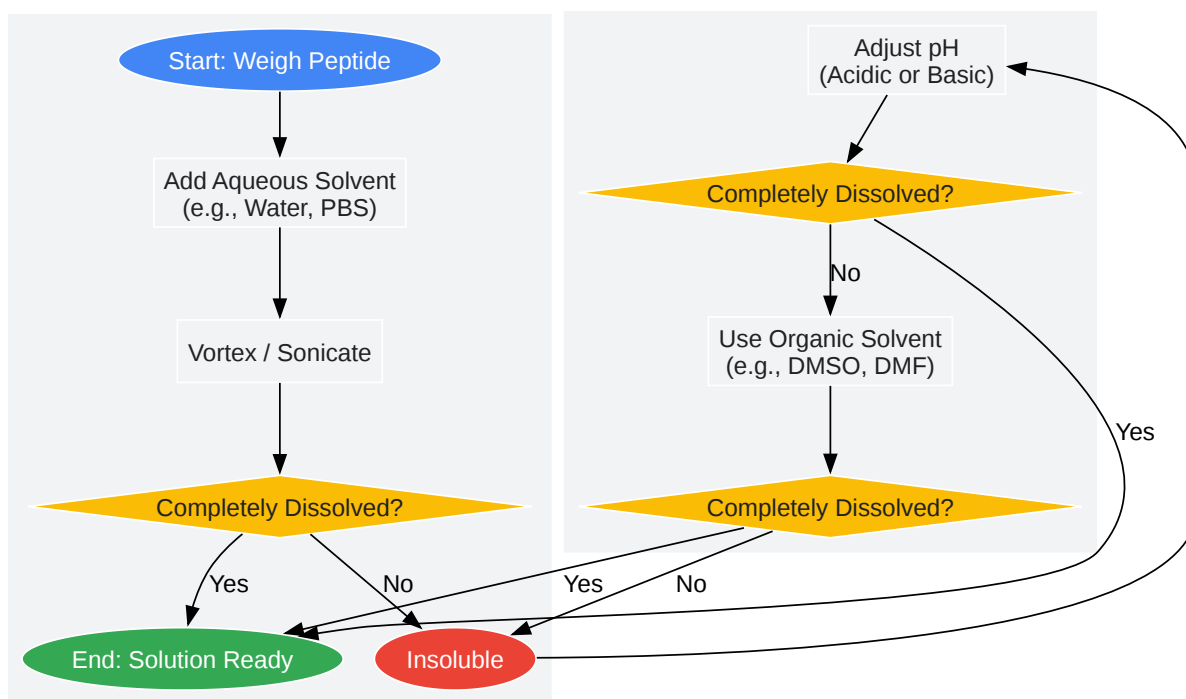 Start: Weigh Peptide
Add Aqueous Solvent
(e.g., Water, PBS)
Vortex / Sonicate
Completely Dissolved?
Yes
No
End: Solution Ready
Insoluble
Adjust pH
(Acidic or Basic)
Completely Dissolved?
No
Yes
Use Organic Solvent
(e.g., DMSO, DMF)
Completely Dissolved?
Yes
No